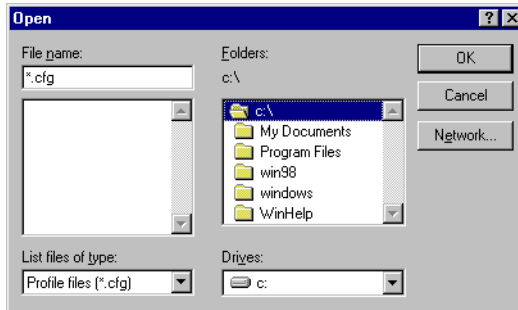 Open
File name:
*.cfg
List files of type:
Profile files (*.cfg)
Folders:
c:\
c:\
My Documents
Program Files
win98
windows
WinHelp
Drives:
c:
OK
Cancel
Network...